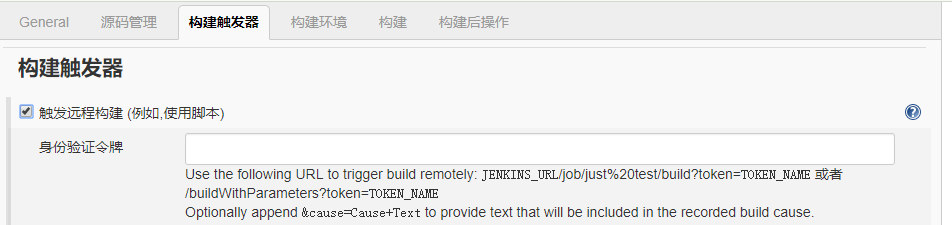 General 源码管理 构建触发器 构建环境 构建 构建后操作
构建触发器
触发远程构建 (例如,使用脚本)
身份验证令牌
Use the following URL to trigger build remotely: JENKINS_URL/job/just%20test/build?token=TOKEN_NAME 或者
/buildWithParameters?token=TOKEN_NAME
Optionally append &cause=Cause+Text to provide text that will be included in the recorded build cause.